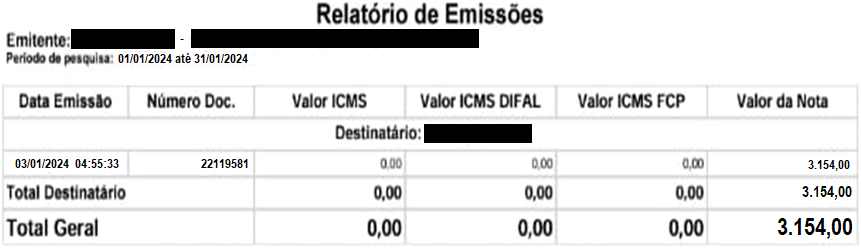 Relatório de Emissões
Emitente: -
Período de pesquisa: 01/01/2024 até 31/01/2024
Data Emissão Número Doc. Valor ICMS Valor ICMS DIFAL Valor ICMS FCP Valor da Nota
Destinatário:
03/01/2024 04:55:33 22119581 0,00 0,00 0,00 3.154,00
Total Destinatário 0,00 0,00 0,00 3.154,00
Total Geral 0,00 0,00 0,00 3.154,00